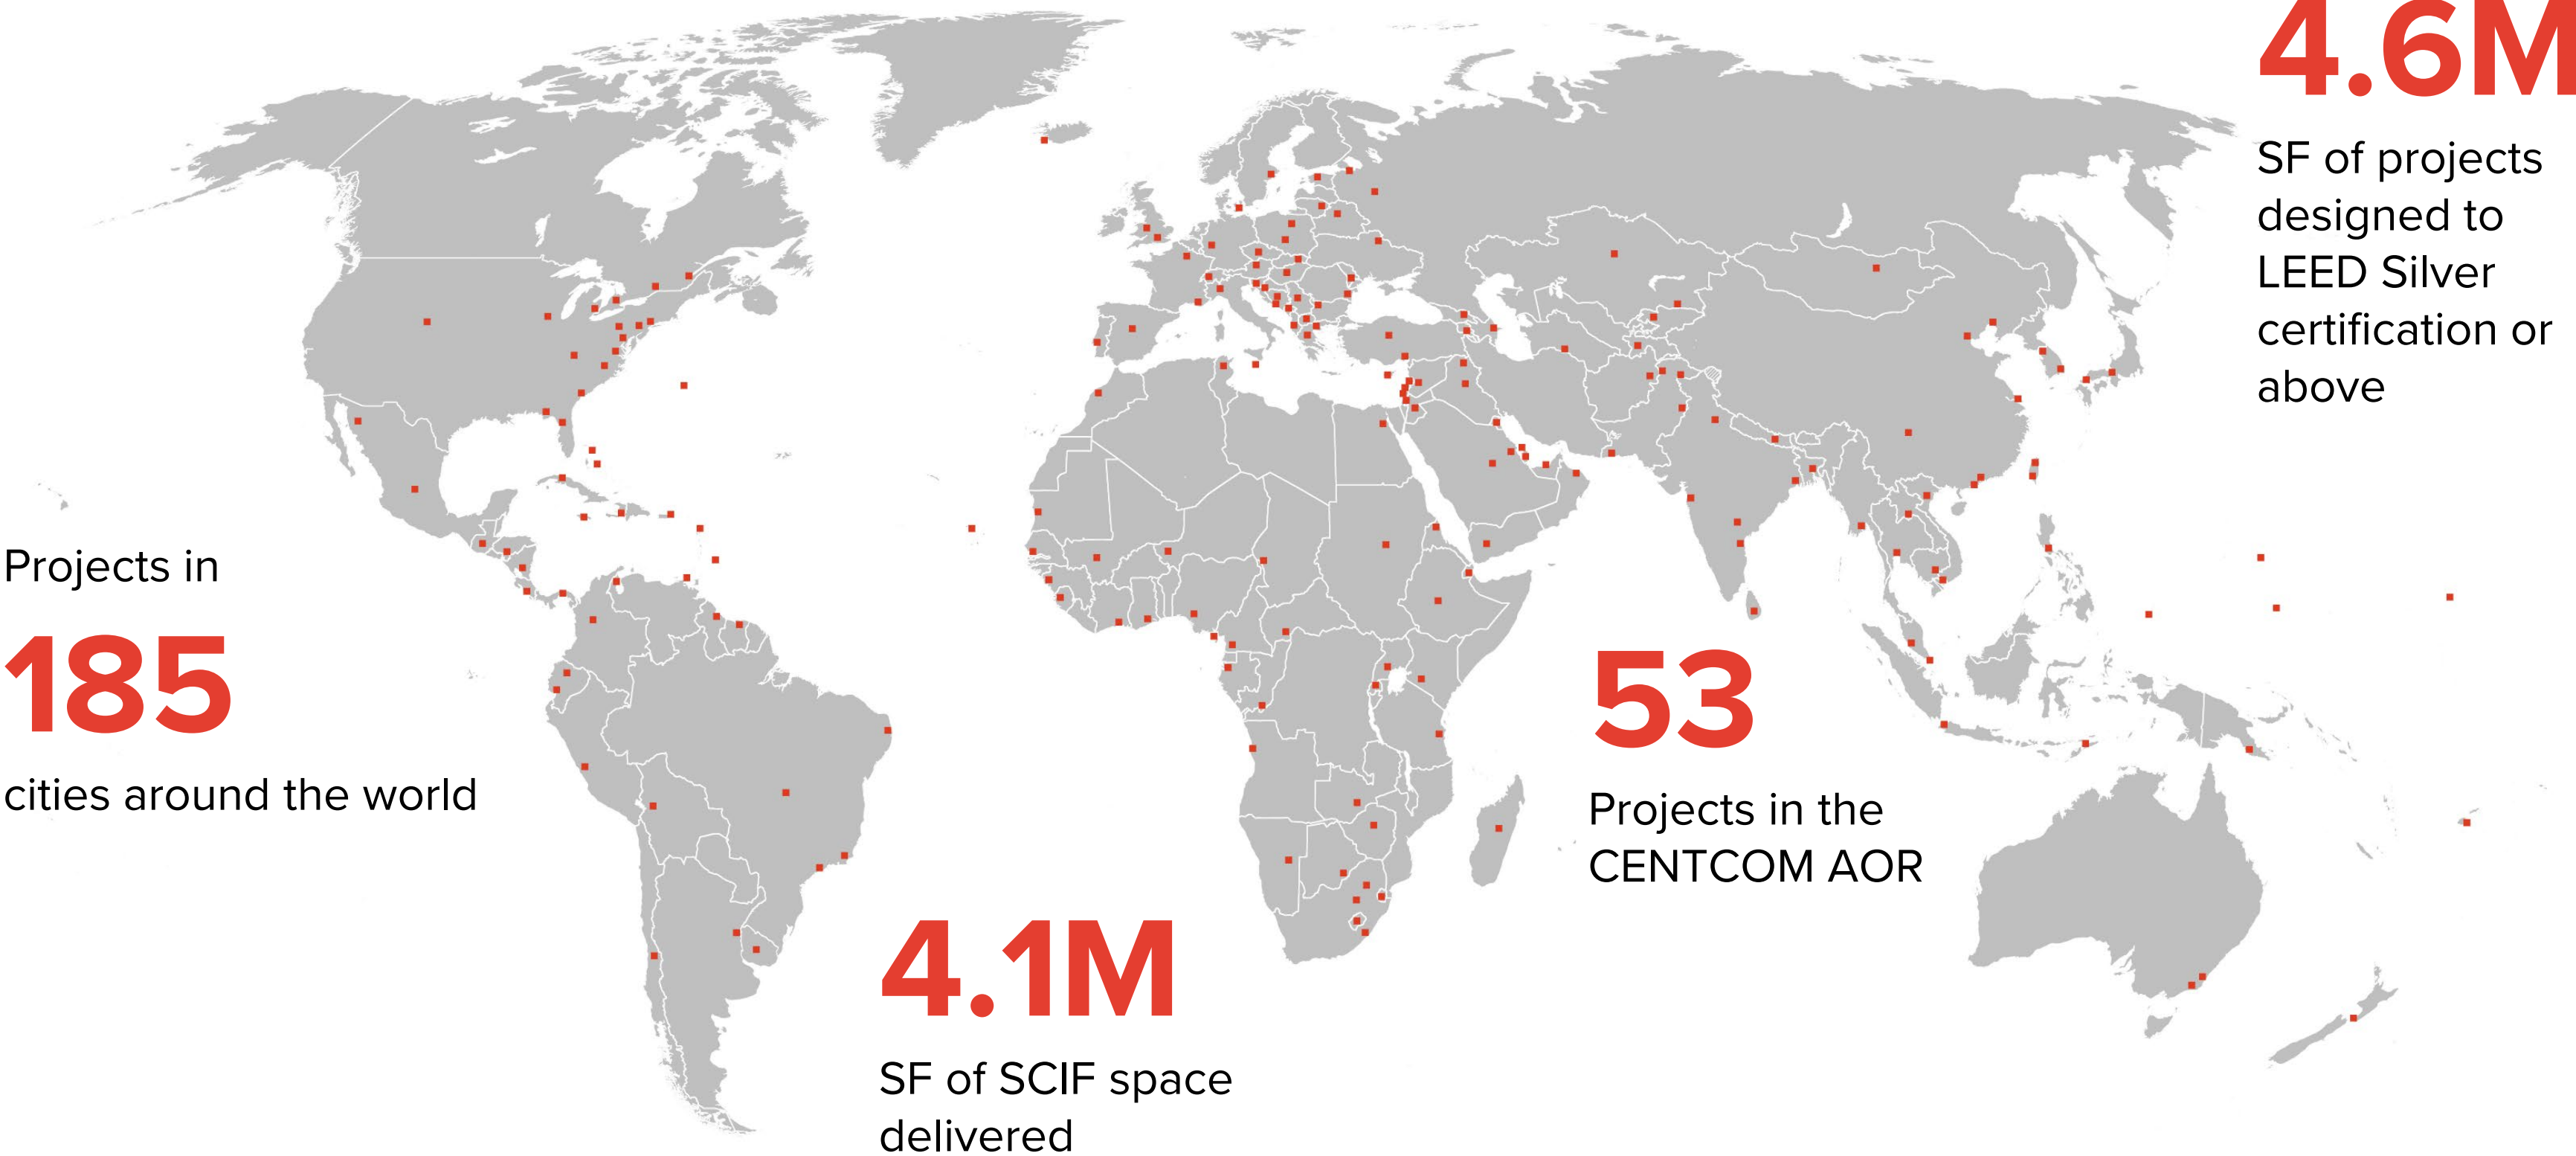 4.6M
SF of projects
designed to
LEED Silver
certification or
above
Projects in
185
cities around the world
53
Projects in the
CENTCOM AOR
4.1M
SF of SCIF space
delivered